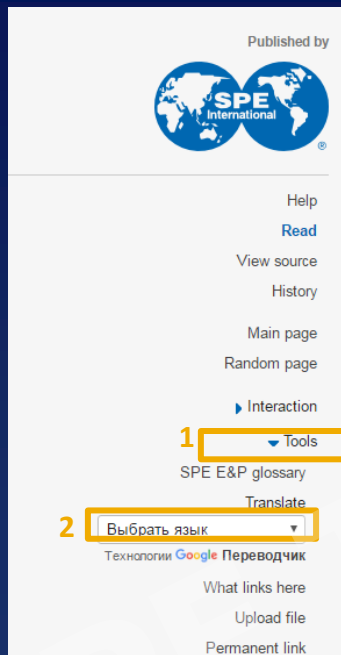 Published by
SPE
International
®
Help
Read
View source
History
Main page
Random page
Interaction
1
Tools
SPE E&P glossary
Translate
2
Выбрать язык
Технологии Google Переводчик
What links here
Upload file
Permanent link